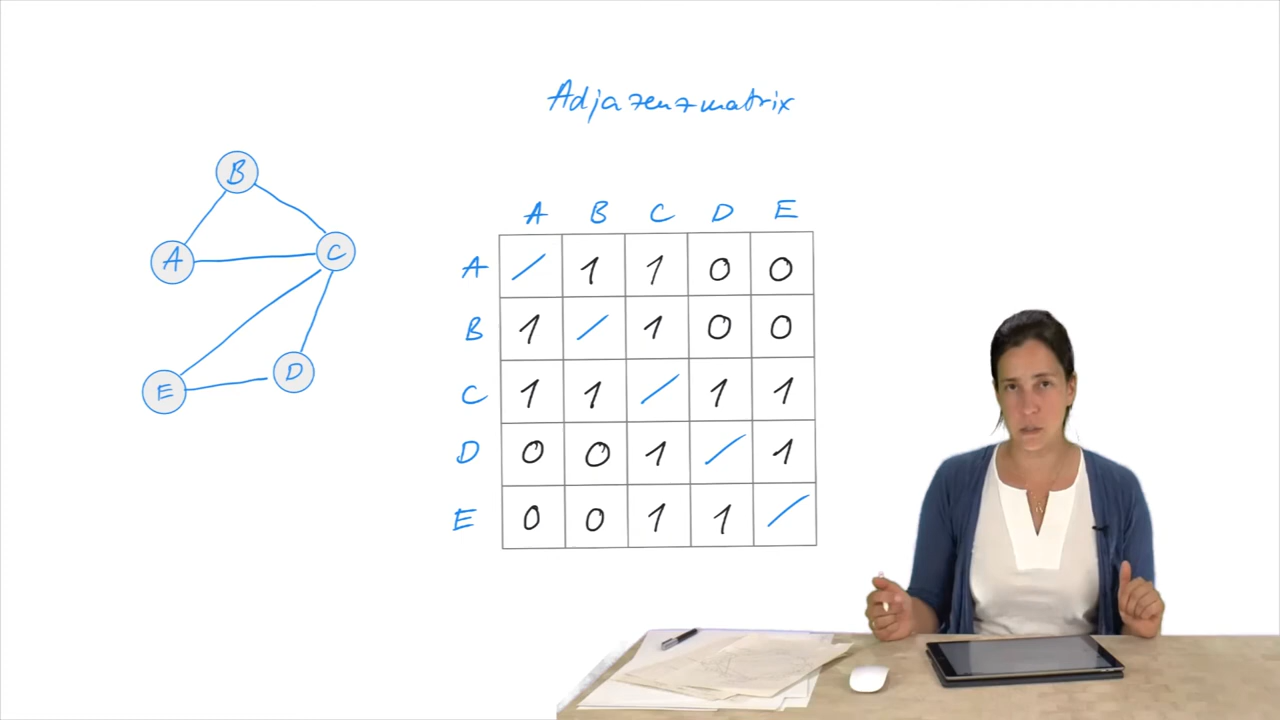 Adjazenzmatrix
B
A
C
E
D
A B C D E
A / 1 1 0 0
B 1 / 1 0 0
C 1 1 / 1 1
D 0 0 1 / 1
E 0 0 1 1 /